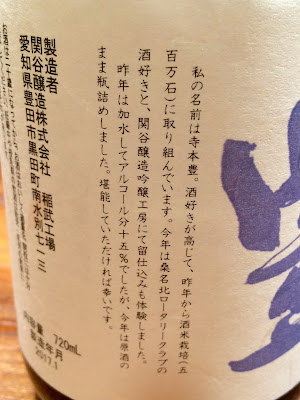 私の名前は寺本豊。酒好きが高じて、昨年から酒米栽培(五
百万石)に取り組んでいます。今年は桑名北ロータリークラブの
酒好きと、関谷醸造吟醸工房にて留仕込みも体験しました。
昨年は加水してアルコール分十五%でしたが、今年は原酒の
まま瓶詰めしました。堪能していただければ幸いです。
製造者
関谷醸造株式会社 稲武工場
愛知県豊田市黒田町南水別七一三
内容量 720mL
製造年月
2017.1